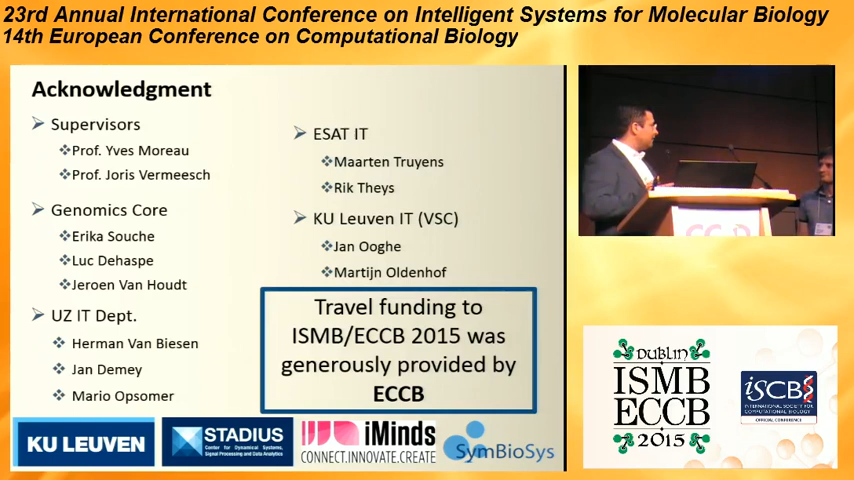 23rd Annual International Conference on Intelligent Systems for Molecular Biology
14th European Conference on Computational Biology
Acknowledgment
Supervisors
Prof. Yves Moreau
Prof. Joris Vermeesch
Genomics Core
Erika Souche
Luc Dehaspe
Jeroen Van Houdt
UZ IT Dept.
Herman Van Biesen
Jan Demey
Mario Opsomer
ESAT IT
Maarten Truyens
Rik Theys
KU Leuven IT (VSC)
Jan Ooghe
Martijn Oldenhof
Travel funding to
ISMB/ECCB 2015 was
generously provided by
ECCB
KU LEUVEN
STADIUS
Center for Dynamical Systems,
Signal Processing and Data Analytics
iMinds
CONNECT.INNOVATE.CREATE
SymBioSys
DUBLIN
ISMB
ECCB
2015
iSCB
INTERNATIONAL SOCIETY FOR
COMPUTATIONAL BIOLOGY
OFFICIAL CONFERENCE